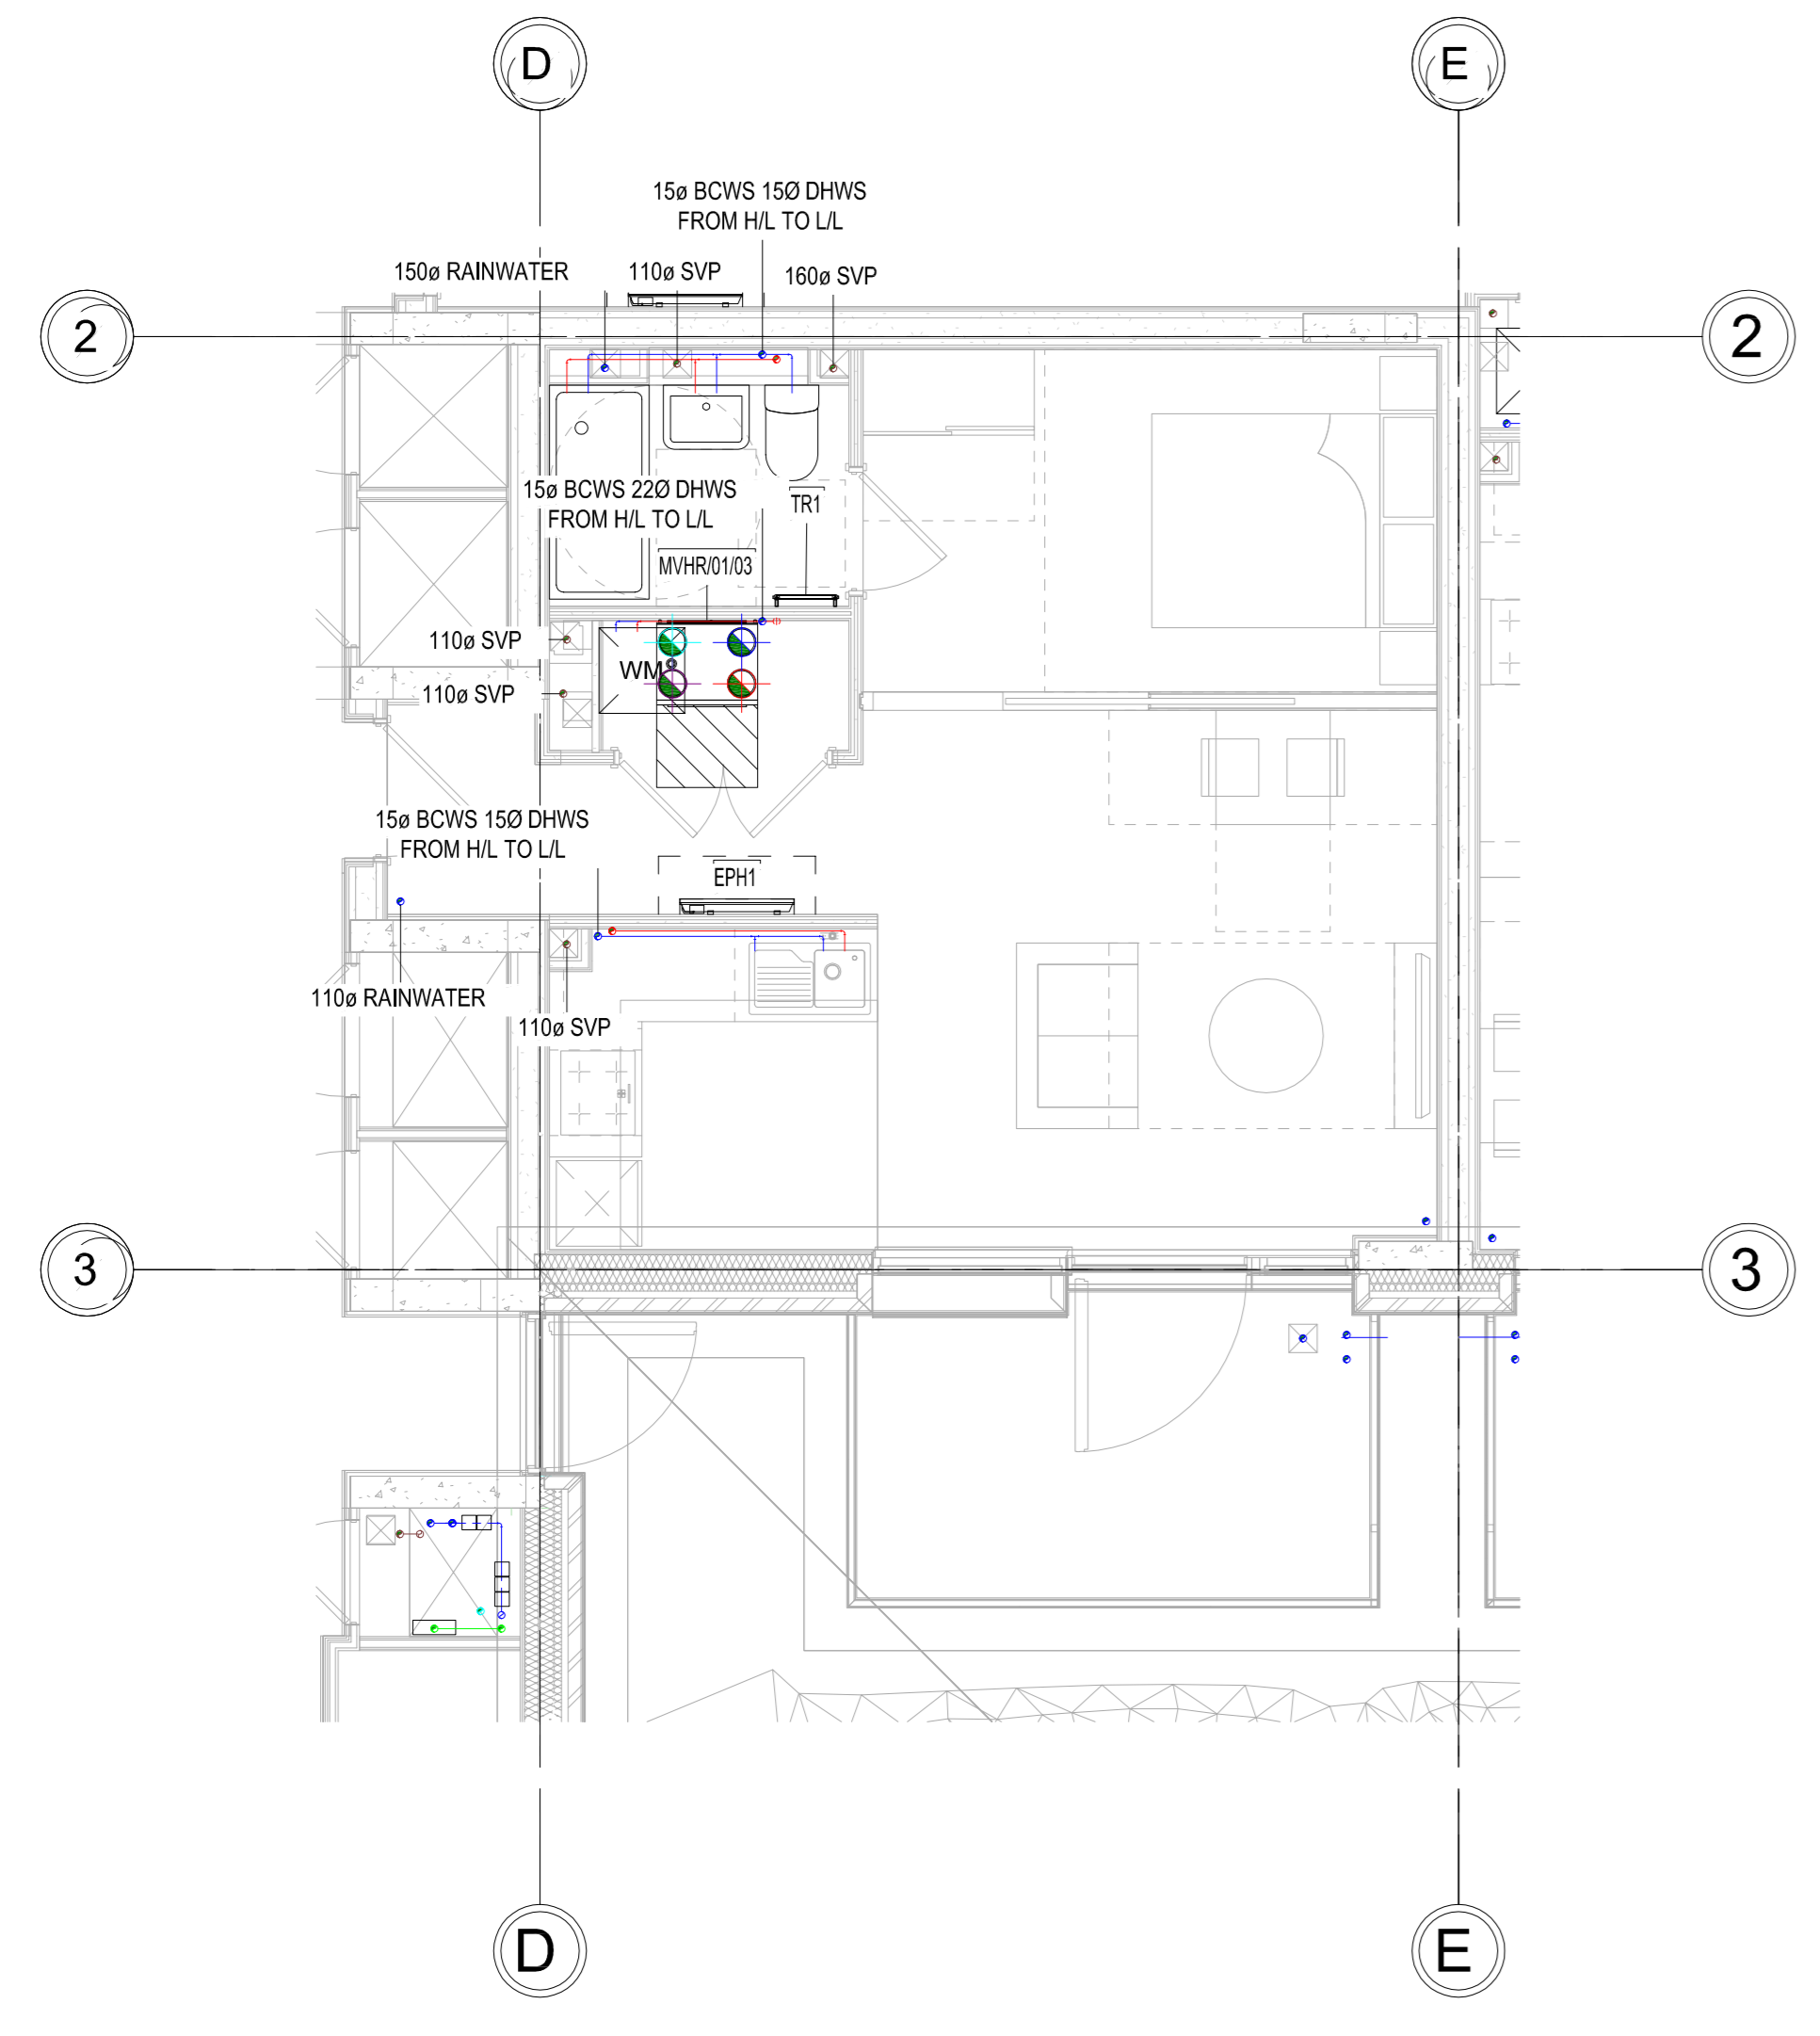 D
E
15ø BCWS 15Ø DHWS
FROM H/L TO L/L
150ø RAINWATER
110ø SVP
160ø SVP
2
2
15ø BCWS 22Ø DHWS
FROM H/L TO L/L
TR1
MVHR/01/03
110ø SVP
WM
110ø SVP
15ø BCWS 15Ø DHWS
FROM H/L TO L/L
EPH1
110ø RAINWATER
110ø SVP
3
3
D
E